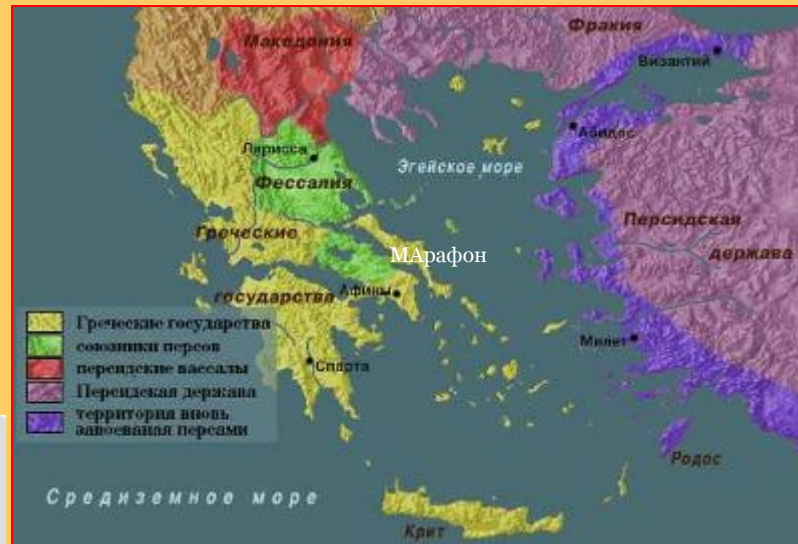 Македония
Фракия
Византий
Абидос
Ларисса
Эгейское море
Фессалия
Персидская
держава
Греческие
МАрафон
государства
Афины
Милет
Спарта
Греческие государства
союзники персов
персидские вассалы
Персидская держава
территория вновь
завоеваная персами
Родос
Средиземное море
Крит